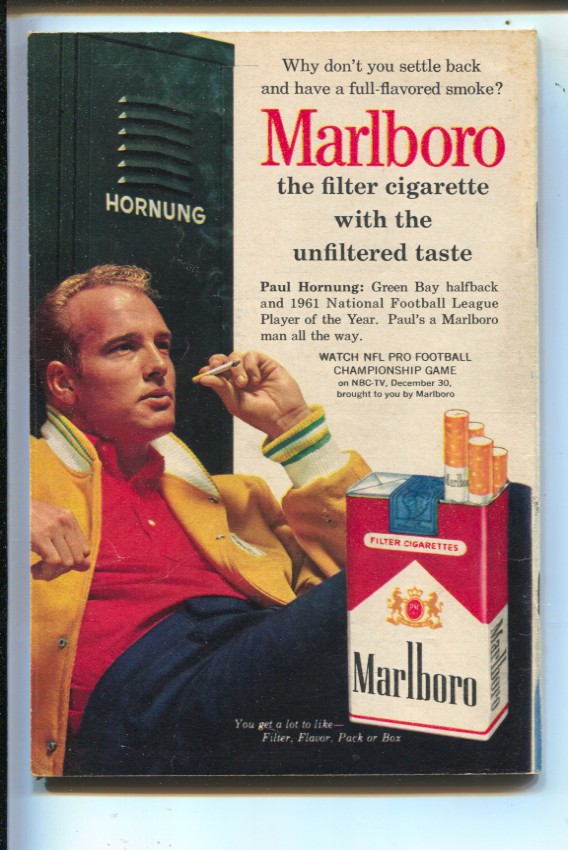 Why don't you settle back
and have a full-flavored smoke?
Marlboro
the filter cigarette
with the
unfiltered taste
HORNUNG
Paul Hornung: Green Bay halfback
and 1961 National Football League
Player of the Year. Paul's a Marlboro
man all the way.
WATCH NFL PRO FOOTBALL
CHAMPIONSHIP GAME
on NBC-TV, December 30,
brought to you by Marlboro
Marlboro
FILTER CIGARETTES
Marlboro
Marlboro
You get a lot to like—
Filter, Flavor, Pack or Box